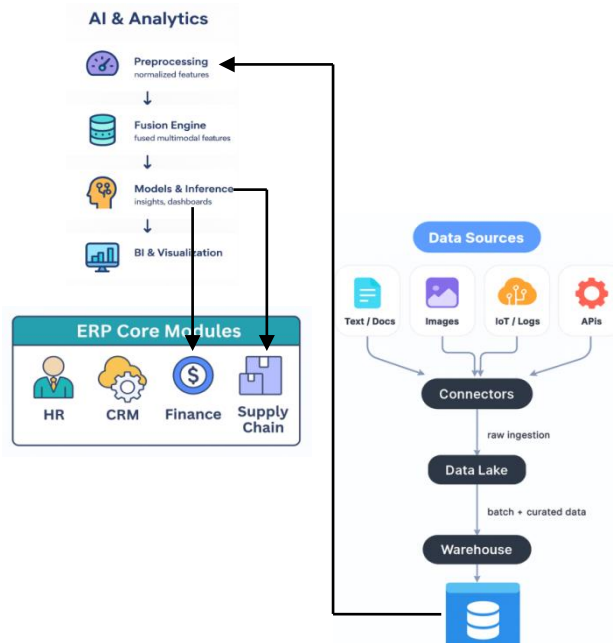 AI & Analytics
Preprocessing
normalized features
Fusion Engine
fused multimodal features
Models & Inference
insights, dashboards
BI & Visualization
ERP Core Modules
HR
CRM
Finance
Supply
Chain
Data Sources
Text / Docs
Images
IoT / Logs
APIs
Connectors
raw ingestion
Data Lake
batch + curated data
Warehouse